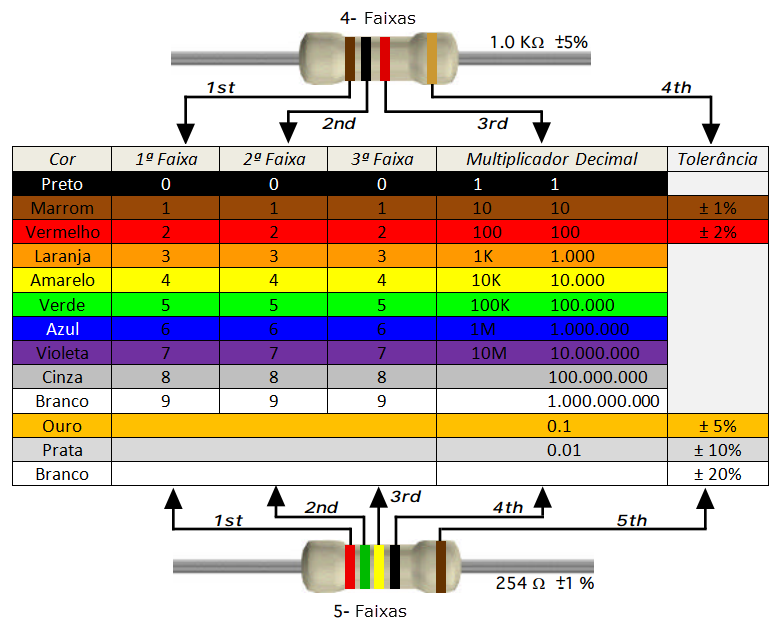 4- Faixas
1.0 KΩ ±5%
1st
4th
2nd
3rd
Cor 1ª Faixa 2ª Faixa 3ª Faixa Multiplicador Decimal Tolerância
Preto 0 0 0 1 1
Marrom 1 1 1 10 10 ± 1%
Vermelho 2 2 2 100 100 ± 2%
Laranja 3 3 3 1K 1.000
Amarelo 4 4 4 10K 10.000
Verde 5 5 5 100K 100.000
Azul 6 6 6 1M 1.000.000
Violeta 7 7 7 10M 10.000.000
Cinza 8 8 8 100.000.000
Branco 9 9 9 1.000.000.000
Ouro 0.1 ± 5%
Prata 0.01 ± 10%
Branco ± 20%
1st 2nd 3rd 4th 5th
254 Ω ±1 %
5- Faixas